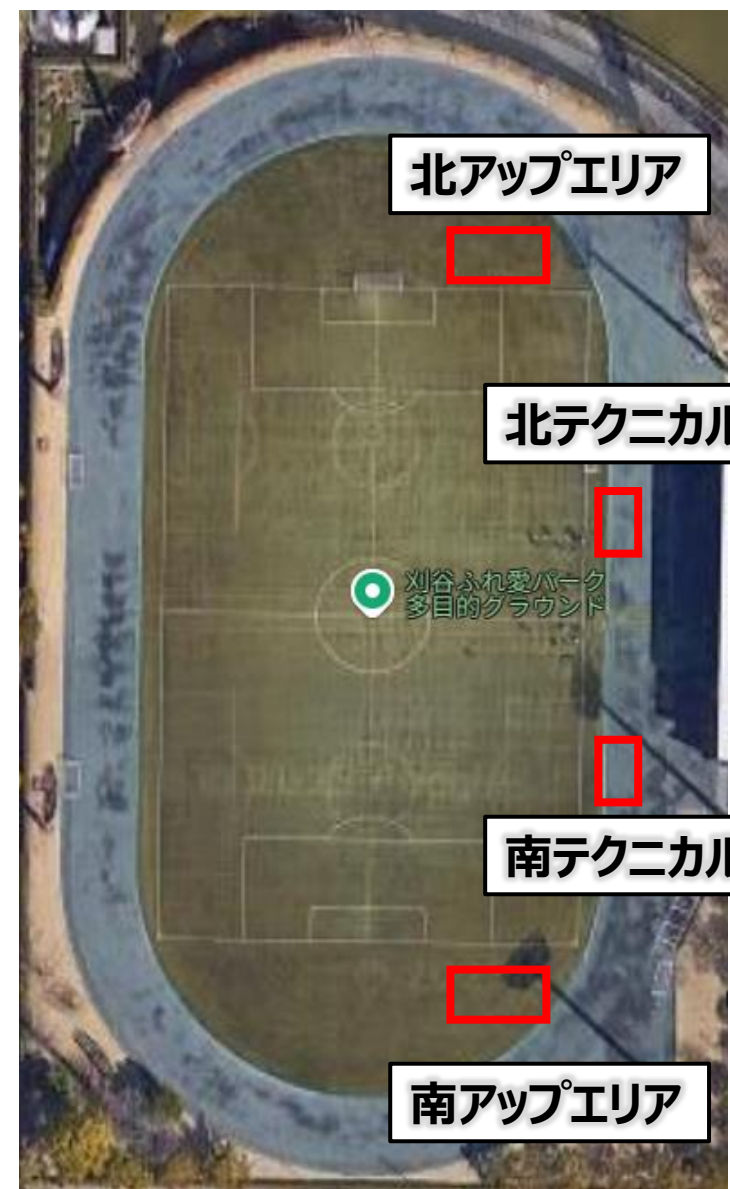 北アップエリア
北テクニカル
刈谷ふれ愛パーク
多目的グラウンド
南テクニカル
南アップエリア